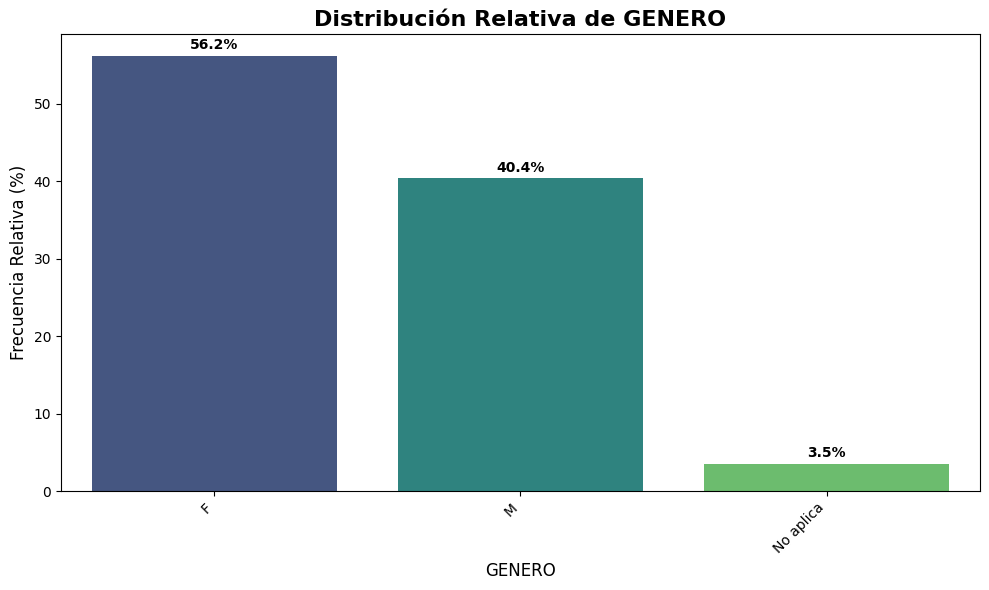 Distribución Relativa de GENERO
56.2%
40.4%
3.5%
Frecuencia Relativa (%)
50
40
30
20
10
0
F
M
No aplica
GENERO